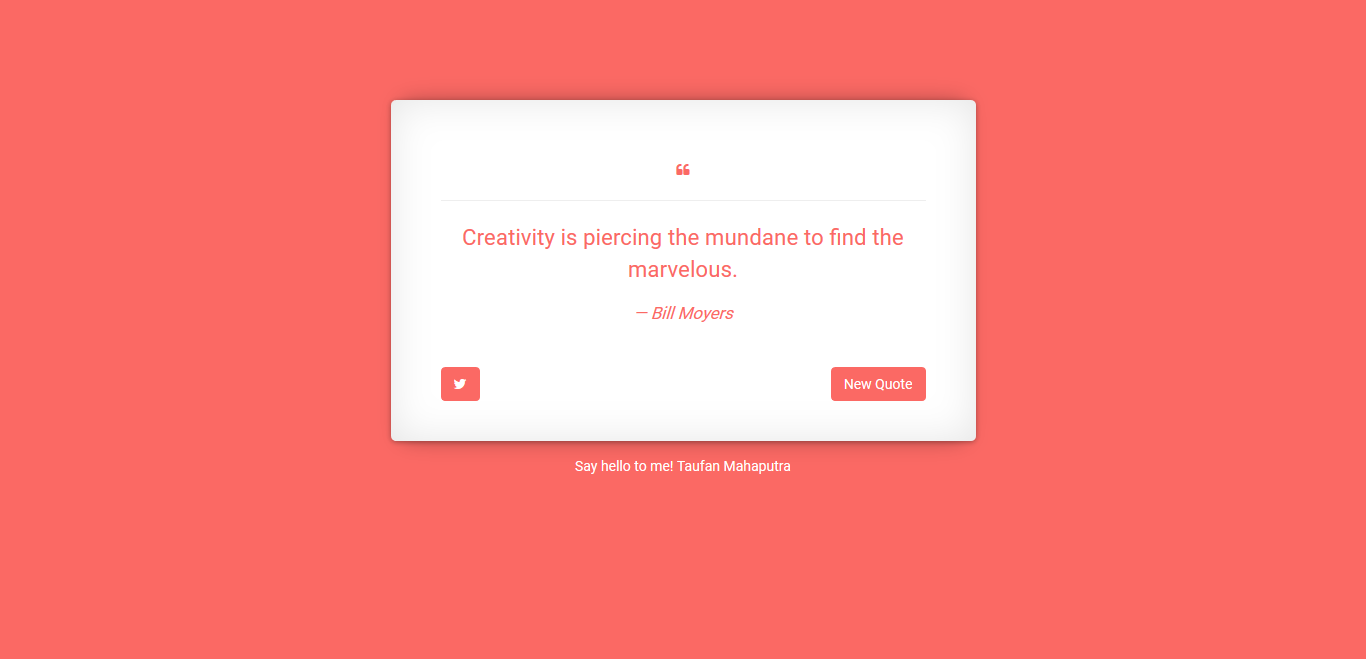 ❝
Creativity is piercing the mundane to find the
marvelous.
— Bill Moyers
New Quote
Say hello to me! Taufan Mahaputra